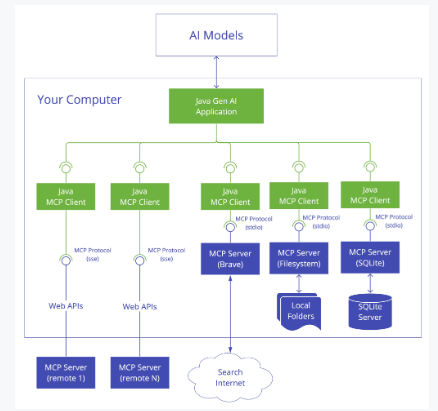 AI Models
Your Computer
Java Gen AI
Application
Java
MCP Client
Java
MCP Client
Java
MCP Client
Java
MCP Client
Java
MCP Client
MCP Protocol
(sse)
MCP Protocol
(sse)
MCP Protocol
(stdio)
MCP Protocol
(stdio)
MCP Protocol
(stdio)
MCP Server
(Brave)
MCP Server
(Filesystem)
MCP Server
(SQLite)
Web APIs
Web APIs
Local
Folders
SQLite
Server
MCP Server
(remote 1)
MCP Server
(remote N)
Search
Internet